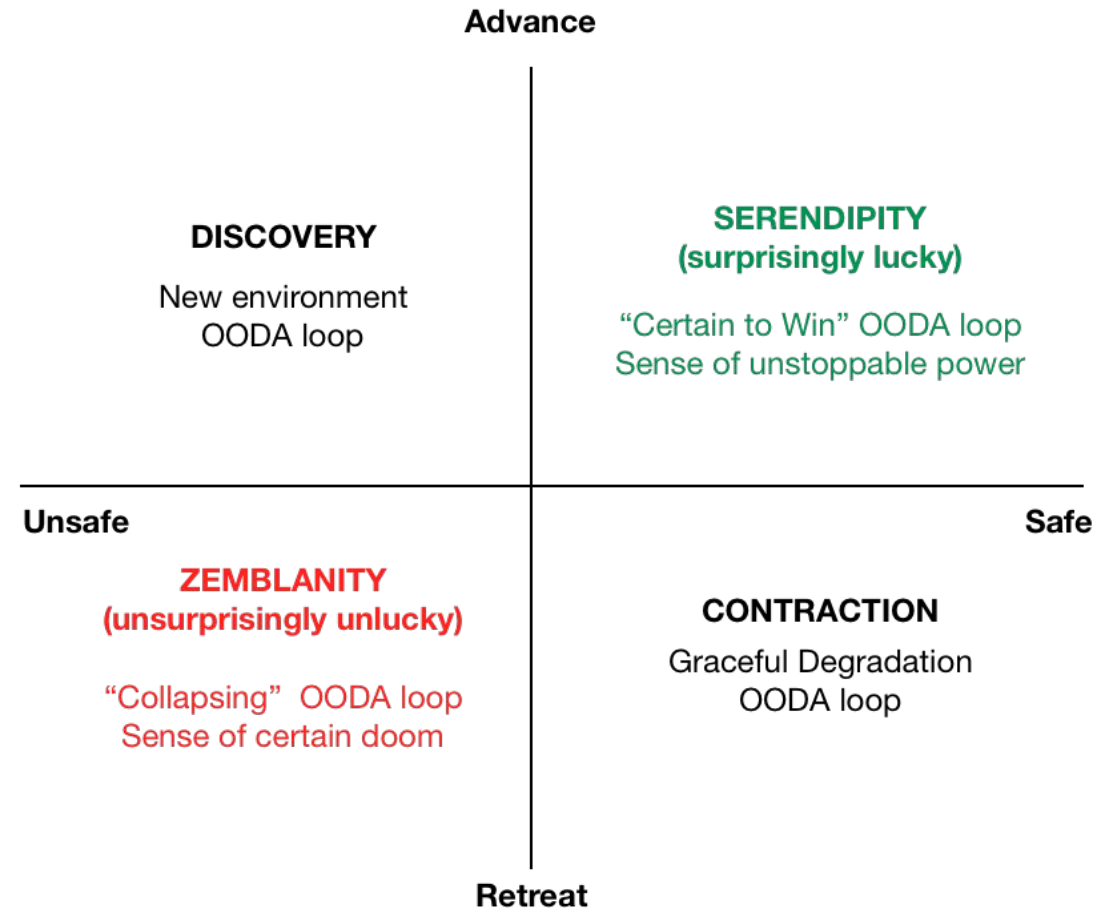 Advance
DISCOVERY
New environment
OODA loop
SERENDIPITY
(surprisingly lucky)
“Certain to Win” OODA loop
Sense of unstoppable power
Unsafe
Safe
ZEMBLANITY
(unsurprisingly unlucky)
“Collapsing”  OODA loop
Sense of certain doom
CONTRACTION
Graceful Degradation
OODA loop
Retreat